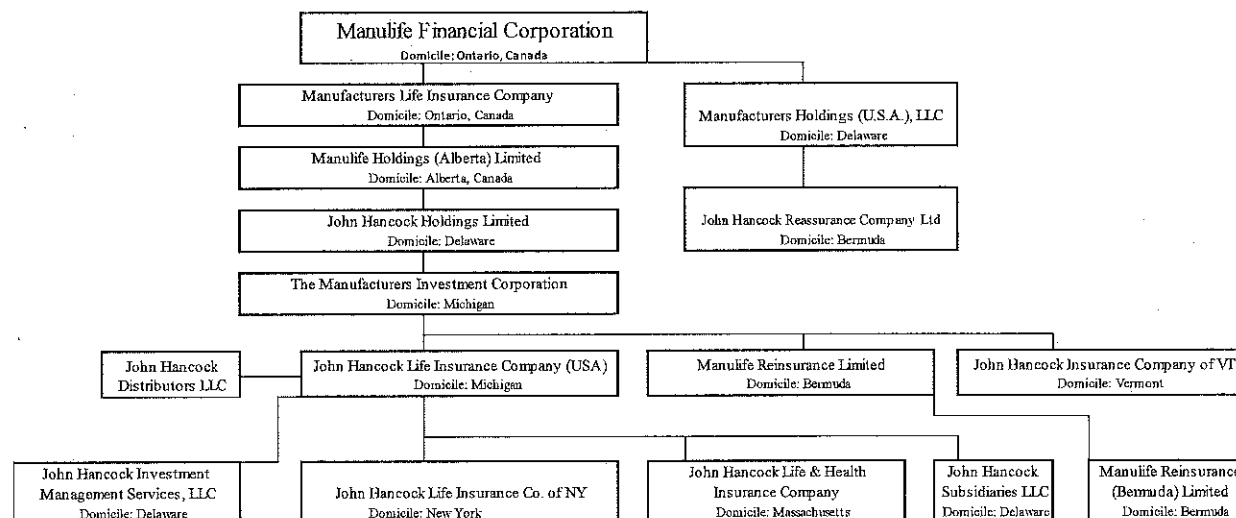 Manulife Financial Corporation
Domicile: Ontario, Canada
Manufacturers Life Insurance Company
Domicile: Ontario, Canada
Manufacturers Holdings (U.S.A.), LLC
Domicile: Delaware
Manulife Holdings (Alberta) Limited
Domicile: Alberta, Canada
John Hancock Holdings Limited
Domicile: Delaware
John Hancock Reassurance Company Ltd
Domicile: Bermuda
The Manufacturers Investment Corporation
Domicile: Michigan
John Hancock
Distributors LLC
John Hancock Life Insurance Company (USA)
Domicile: Michigan
Manulife Reinsurance Limited
Domicile: Bermuda
John Hancock Insurance Company of VT
Domicile: Vermont
John Hancock Investment
Management Services, LLC
Domicile: Delaware
John Hancock Life Insurance Co. of NY
Domicile: New York
John Hancock Life & Health
Insurance Company
Domicile: Massachusetts
John Hancock
Subsidiaries LLC
Domicile: Delaware
Manulife Reinsurance
(Bermuda) Limited
Domicile: Bermuda